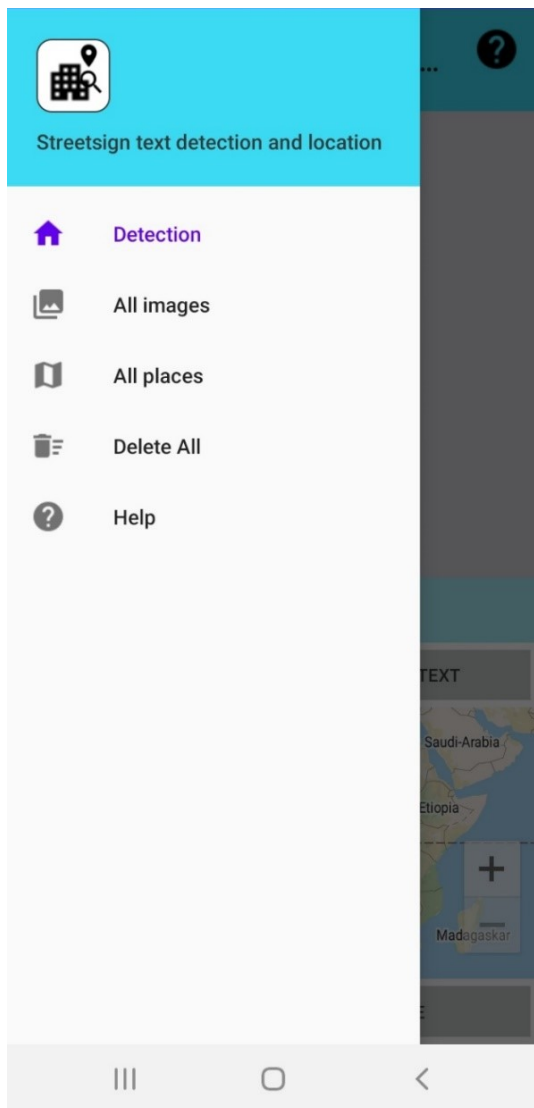 ...
Streetsign text detection and location
Detection
All images
All places
Delete All
Help
TEXT
Saudi-Arabia
Etiopia
Madagaskar
E